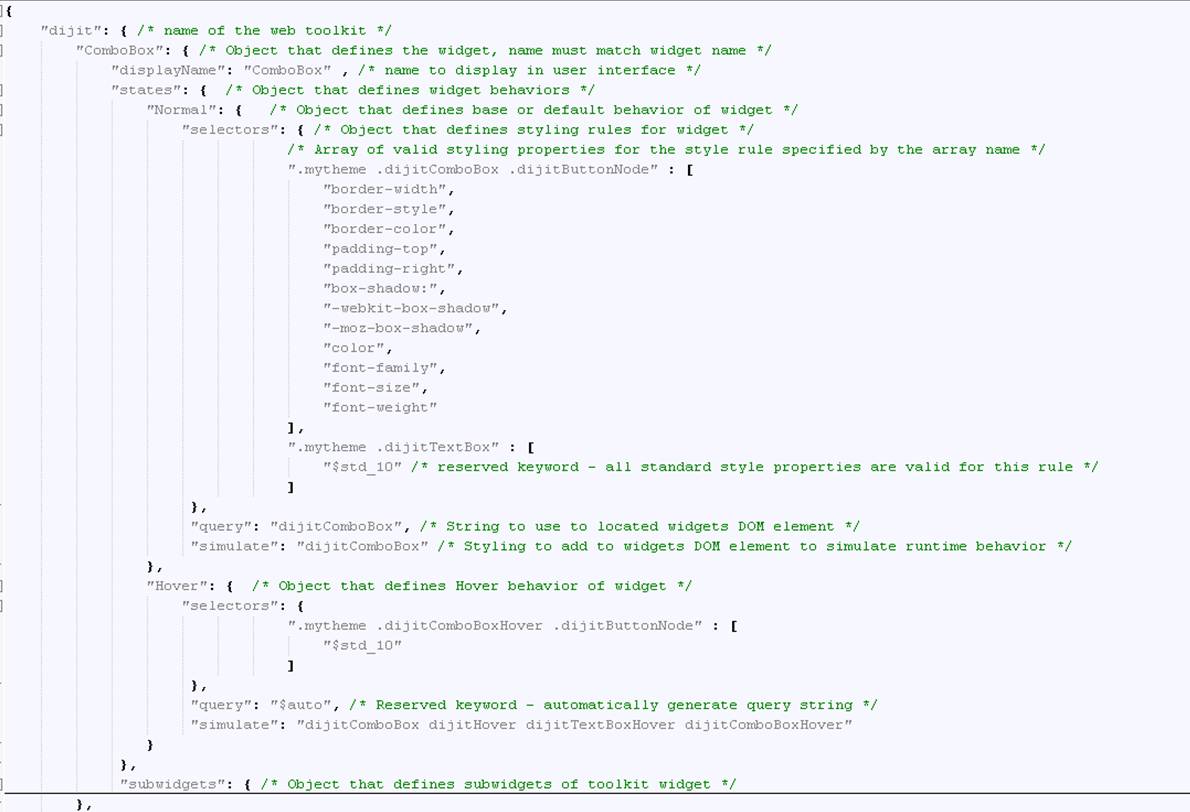 {
"dijit": { /* name of the web toolkit */
"ComboBox": { /* Object that defines the widget, name must match widget name */
"displayName": "ComboBox" , /* name to display in user interface */
"states": { /* Object that defines widget behaviors */
"Normal": { /* Object that defines base or default behavior of widget */
"selectors": { /* Object that defines styling rules for widget */
/* Array of valid styling properties for the style rule specified by the array name */
".mytheme .dijitComboBox .dijitButtonNode" : [
"border-width",
"border-style",
"border-color",
"padding-top",
"padding-right",
"box-shadow:",
"-webkit-box-shadow",
"-moz-box-shadow",
"color",
"font-family",
"font-size",
"font-weight"
],
".mytheme .dijitTextBox" : [
"$std_10" /* reserved keyword - all standard style properties are valid for this rule */
]
},
"query": "dijitComboBox", /* String to use to located widgets DOM element */
"simulate": "dijitComboBox" /* Styling to add to widgets DOM element to simulate runtime behavior */
},
"Hover": { /* Object that defines Hover behavior of widget */
"selectors": {
".mytheme .dijitComboBoxHover .dijitButtonNode" : [
"$std_10"
]
},
"query": "$auto", /* Reserved keyword - automatically generate query string */
"simulate": "dijitComboBox dijitHover dijitTextBoxHover dijitComboBoxHover"
}
},
"subwidgets": { /* Object that defines subwidgets of toolkit widget */
},